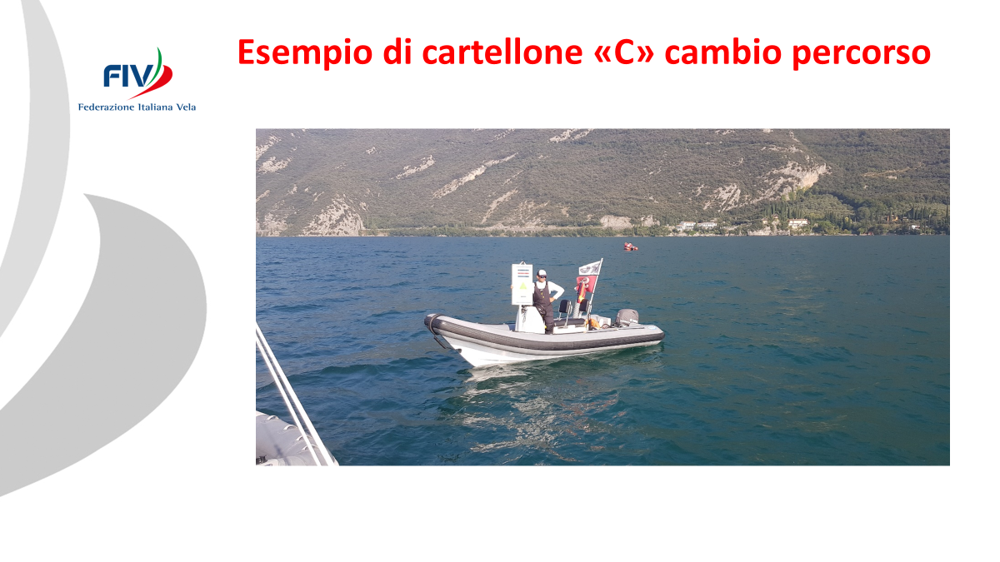 Esempio di cartellone «C» cambio percorso
FIV
Federazione Italiana Vela